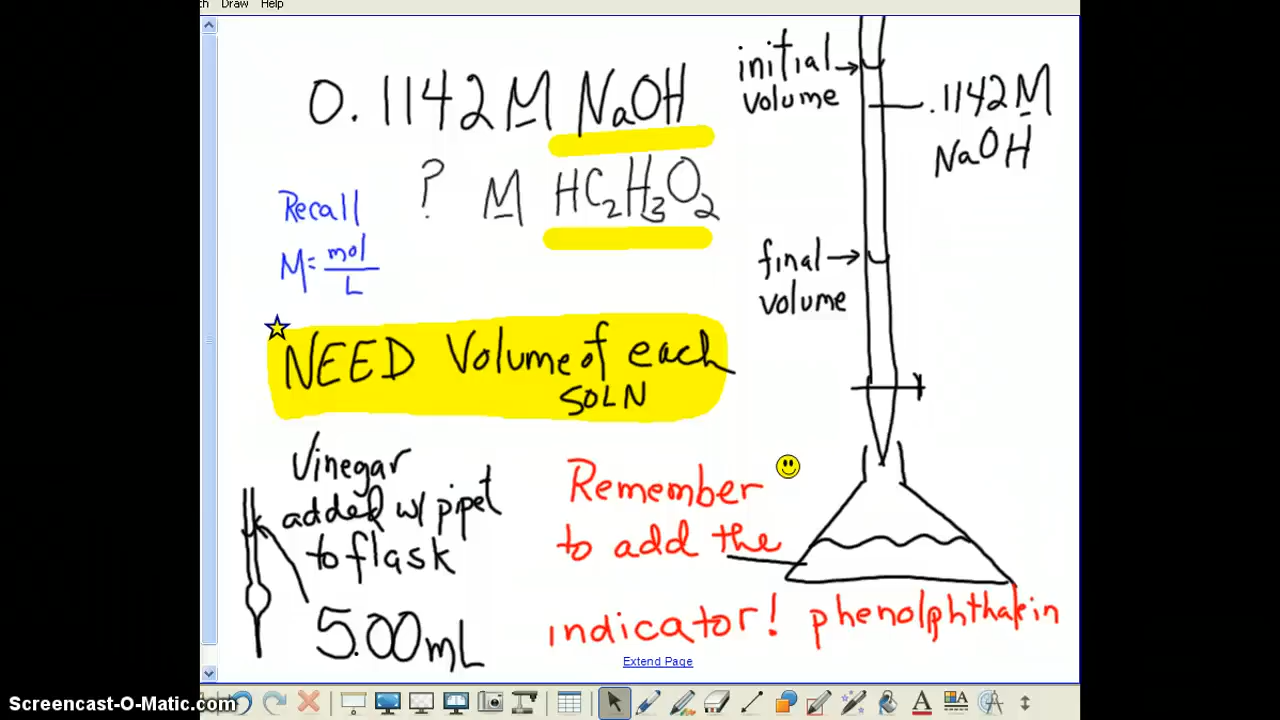 Draw Help
0.1142 M NaOH
? M HC2H3O2
Recall
M = mol
L
NEED Volume of each
SOLN
Vinegar
added w/ pipet
to flask
5.00 mL
initial
volume
.1142 M
NaOH
final
volume
Remember
to add the
indicator! phenolphthalein
Extend Page
Screencast-O-Matic.com